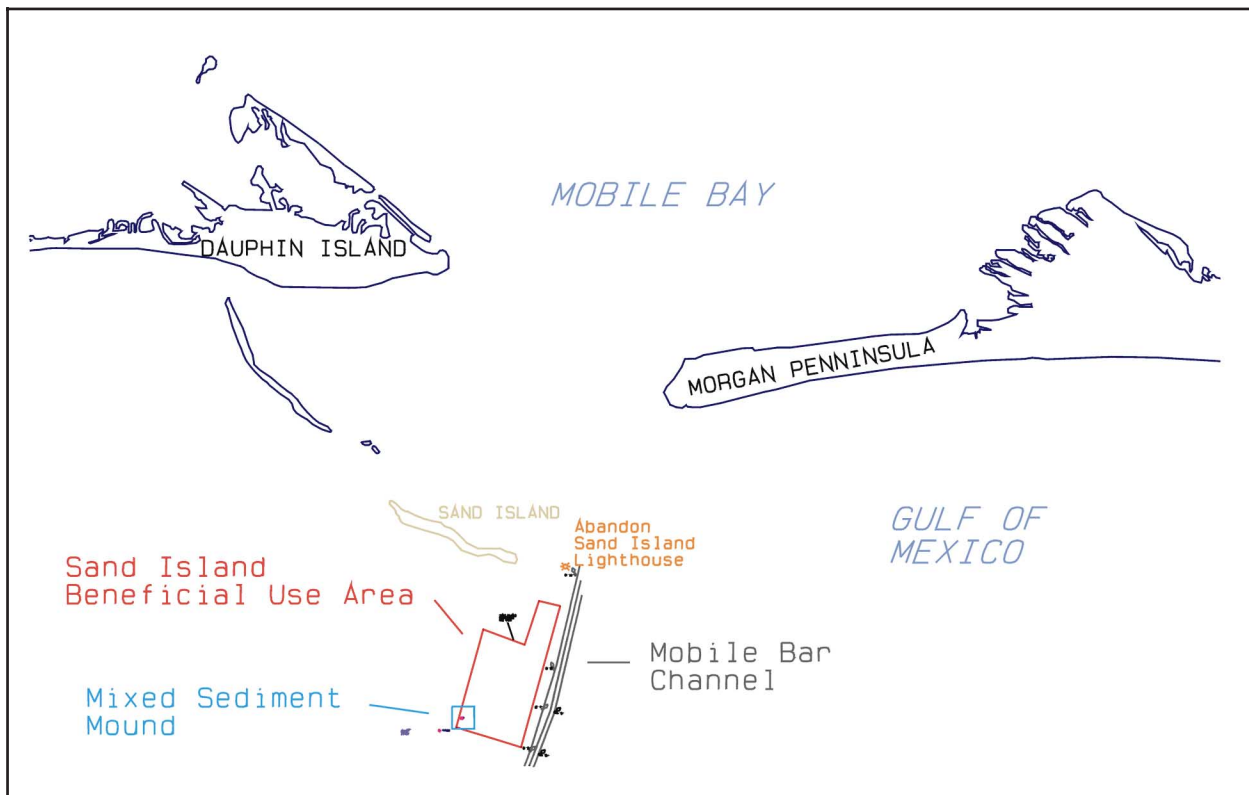 MOBILE BAY
DAUPHIN ISLAND
MORGAN PENNINSULA
SAND ISLAND
Abandon
Sand Island
Lighthouse
GULF OF
MEXICO
Sand Island
Beneficial Use Area
Mobile Bar
Channel
Mixed Sediment
Mound